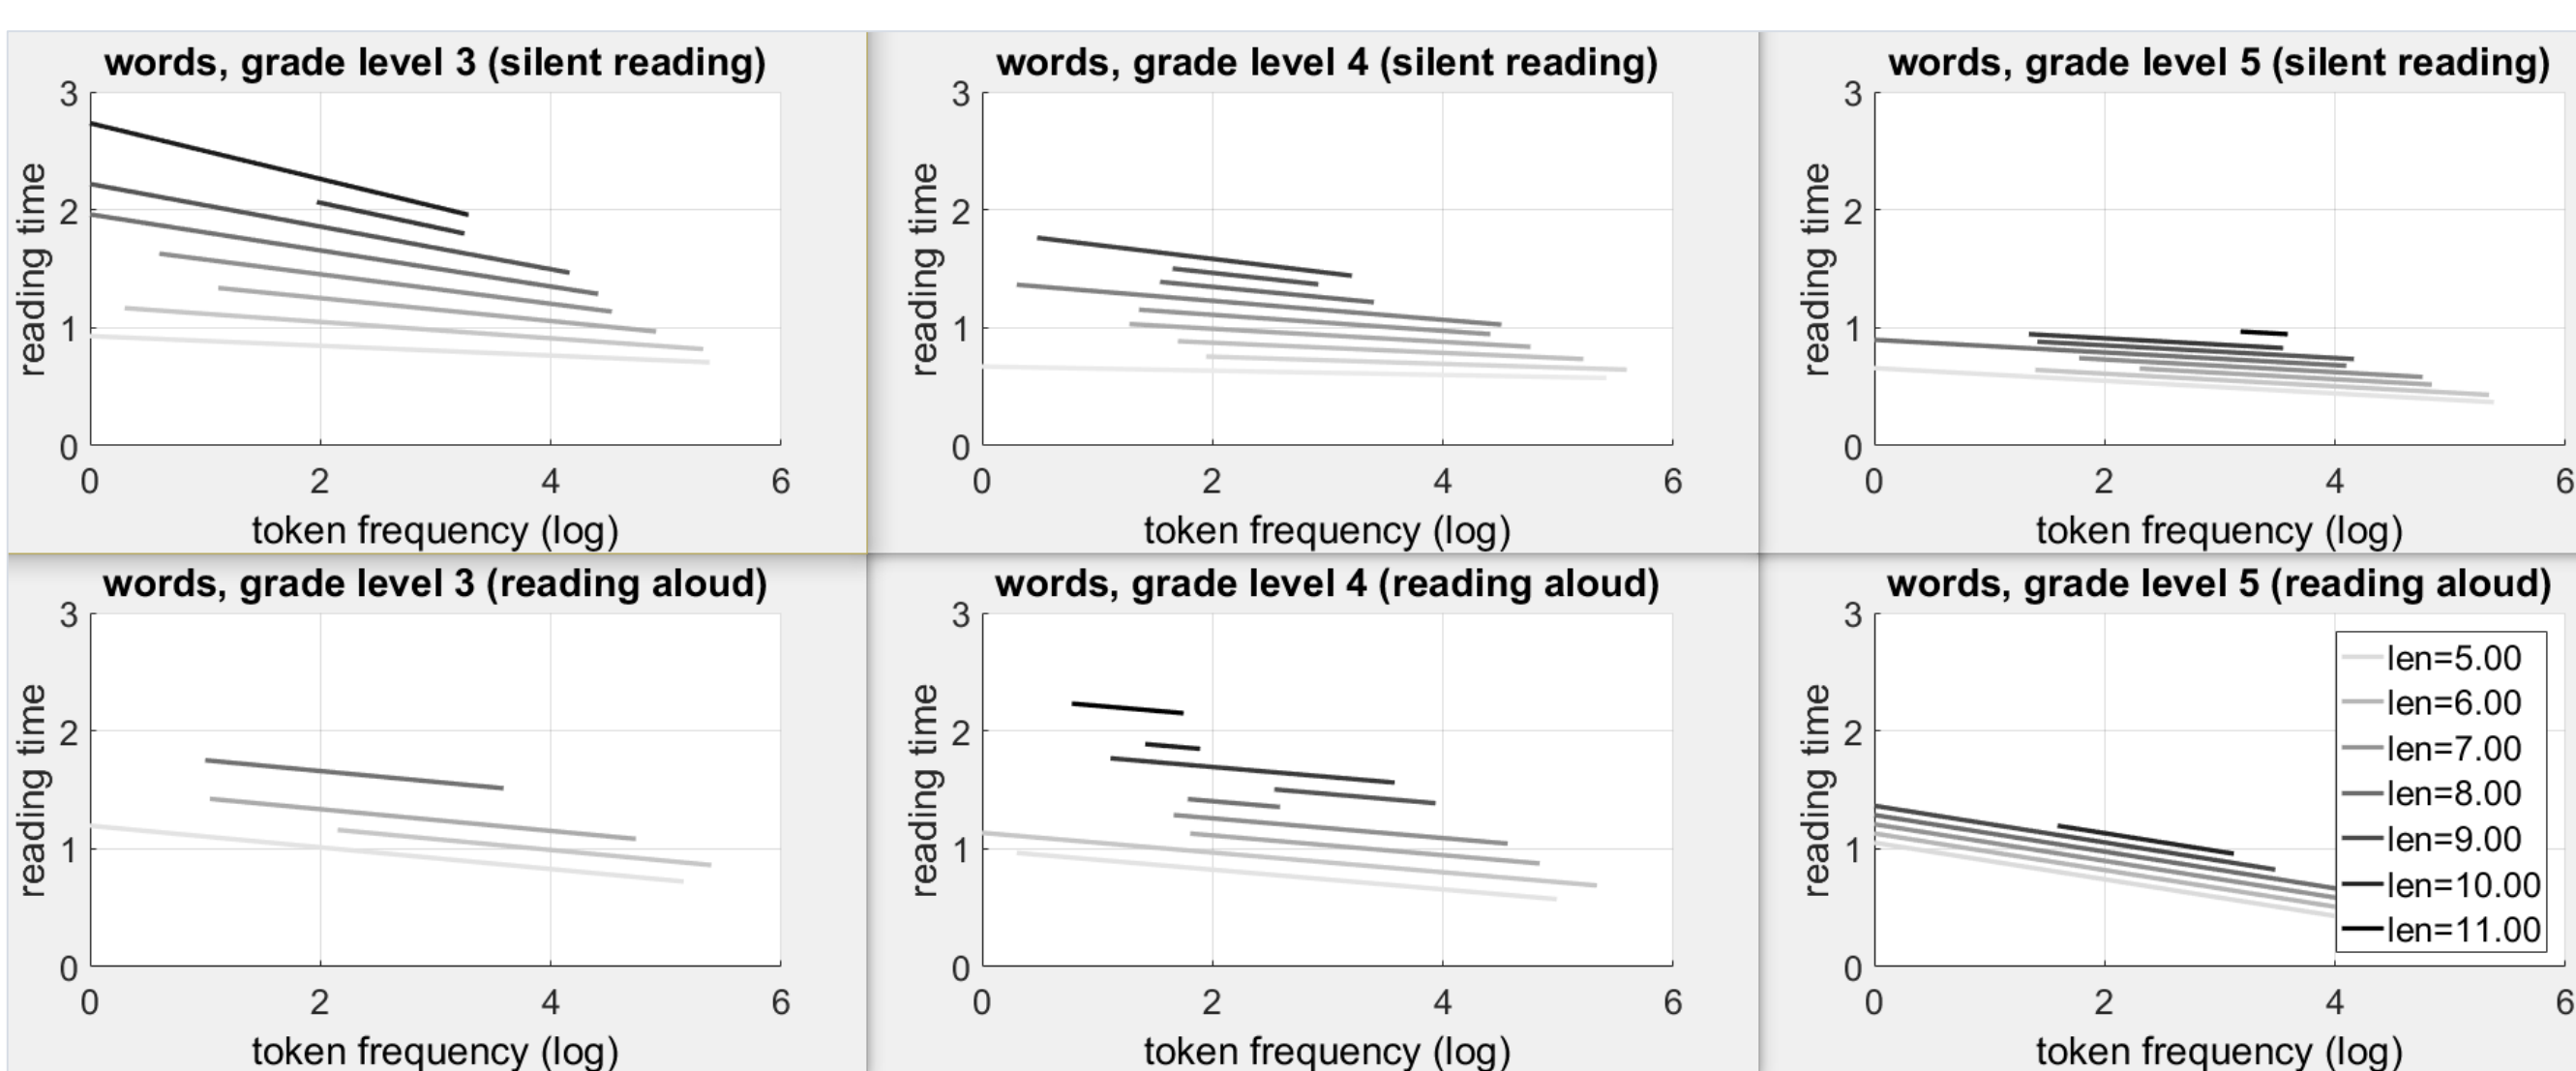 words, grade level 3 (silent reading)
3
2
1
0
reading time
0 2 4 6
token frequency (log)
words, grade level 4 (silent reading)
3
2
1
0
reading time
0 2 4 6
token frequency (log)
words, grade level 5 (silent reading)
3
2
1
0
reading time
0 2 4 6
token frequency (log)
words, grade level 3 (reading aloud)
3
2
1
0
reading time
0 2 4 6
token frequency (log)
words, grade level 4 (reading aloud)
3
2
1
0
reading time
0 2 4 6
token frequency (log)
words, grade level 5 (reading aloud)
3
2
1
0
reading time
len=5.00
len=6.00
len=7.00
len=8.00
len=9.00
len=10.00
len=11.00
0 2 4 6
token frequency (log)